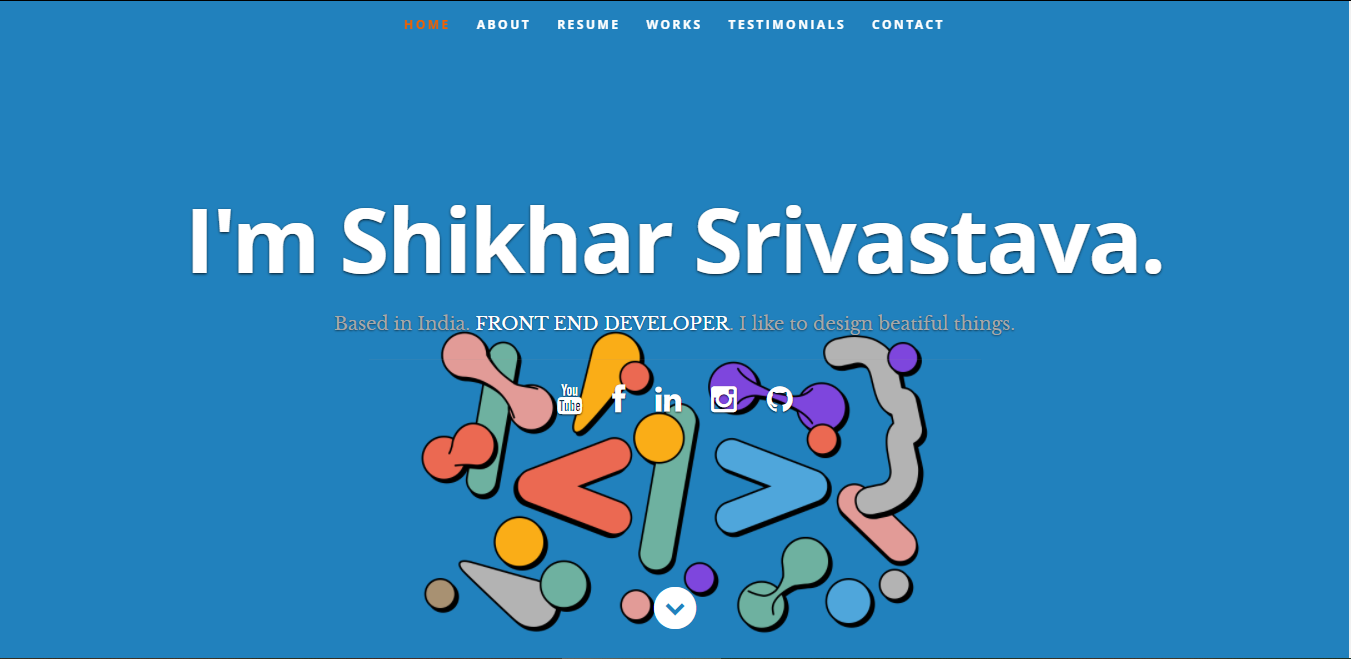 HOME ABOUT RESUME WORKS TESTIMONIALS CONTACT
I'm Shikhar Srivastava.
Based in India. FRONT END DEVELOPER. I like to design beatiful things.
You
Tube f in